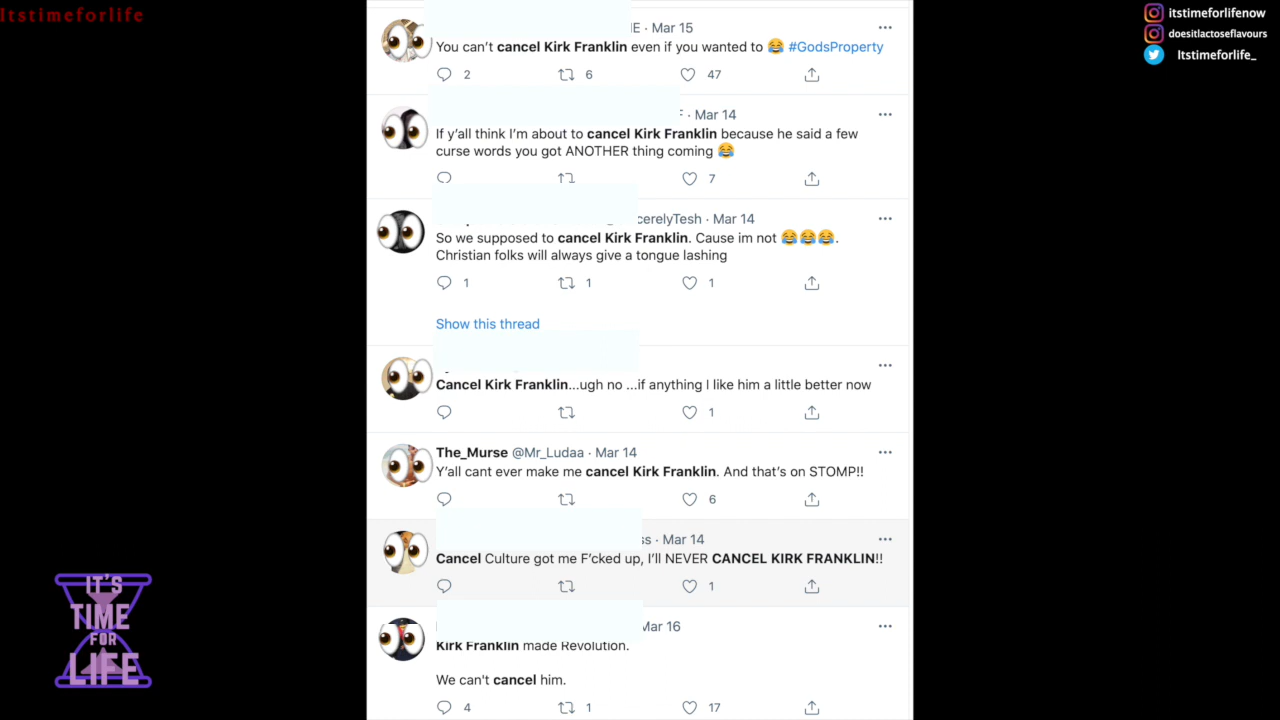 Itstimeforlife
itstimeforlifenow
doesitlactoseflavours
Itstimeforlife_
E · Mar 15
You can't cancel Kirk Franklin even if you wanted to 😂 #GodsProperty
2 6 47
· Mar 14
If y'all think I'm about to cancel Kirk Franklin because he said a few
curse words you got ANOTHER thing coming 😂
7
cerelyTesh · Mar 14
So we supposed to cancel Kirk Franklin. Cause im not 😂😂😂.
Christian folks will always give a tongue lashing
1 1 1
Show this thread
Cancel Kirk Franklin...ugh no ...if anything I like him a little better now
1
The_Murse @Mr_Ludaa · Mar 14
Y'all cant ever make me cancel Kirk Franklin. And that's on STOMP!!
6
ss · Mar 14
Cancel Culture got me F'cked up, I'll NEVER CANCEL KIRK FRANKLIN!!
1
Mar 16
Kirk Franklin made Revolution.
We can't cancel him.
4 1 17
IT'S
TIME
FOR
LIFE